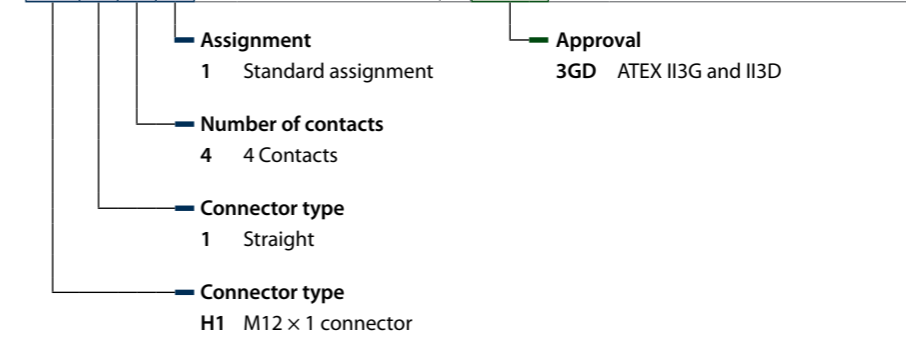 Assignment
1 Standard assignment
Number of contacts
4 4 Contacts
Connector type
1 Straight
Connector type
H1 M12 × 1 connector
Approval
3GD ATEX II3G and II3D